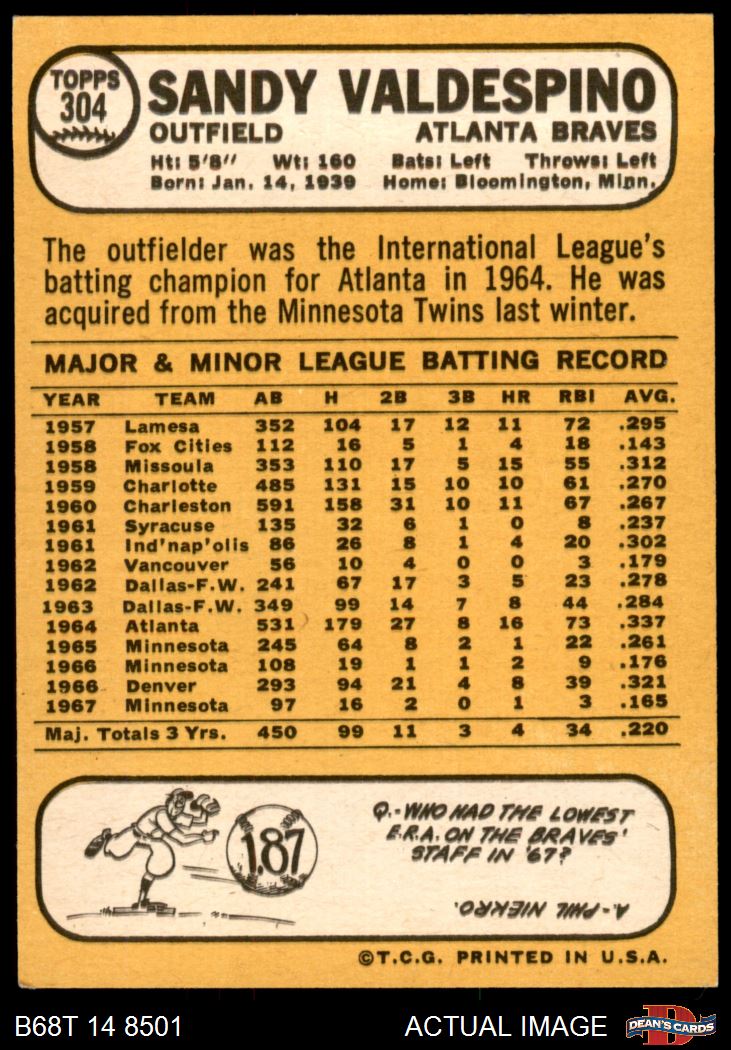 TOPPS
304
SANDY VALDESPINO
OUTFIELD ATLANTA BRAVES
Ht: 5'8" Wt: 160 Bats: Left Throws: Left
Born: Jan. 14, 1939 Home: Bloomington, Minn.
The outfielder was the International League's
batting champion for Atlanta in 1964. He was
acquired from the Minnesota Twins last winter.
MAJOR & MINOR LEAGUE BATTING RECORD
YEAR TEAM AB H 2B 3B HR RBI AVG.
1957 Lamesa 352 104 17 12 11 72 .295
1958 Fox Cities 112 16 5 1 4 18 .143
1958 Missoula 353 110 17 5 15 55 .312
1959 Charlotte 485 131 15 10 10 61 .270
1960 Charleston 591 158 31 10 11 67 .267
1961 Syracuse 135 32 6 1 0 8 .237
1961 Ind'nap'olis 86 26 8 1 4 20 .302
1962 Vancouver 56 10 4 0 0 3 .179
1962 Dallas-F.W. 241 67 17 3 5 23 .278
1963 Dallas-F.W. 349 99 14 7 8 44 .284
1964 Atlanta 531 179 27 8 16 73 .337
1965 Minnesota 245 64 8 2 1 22 .261
1966 Minnesota 108 19 1 1 2 9 .176
1966 Denver 293 94 21 4 8 39 .321
1967 Minnesota 97 16 2 0 1 3 .165
Maj. Totals 3 Yrs. 450 99 11 3 4 34 .220
1.87
Q.-WHO HAD THE LOWEST
E.R.A. ON THE BRAVES'
STAFF IN '67?
A.-PHIL NIEKRO.
©T.C.G. PRINTED IN U.S.A.
B68T 14 8501 ACTUAL IMAGE
D
DEAN'S CARDS